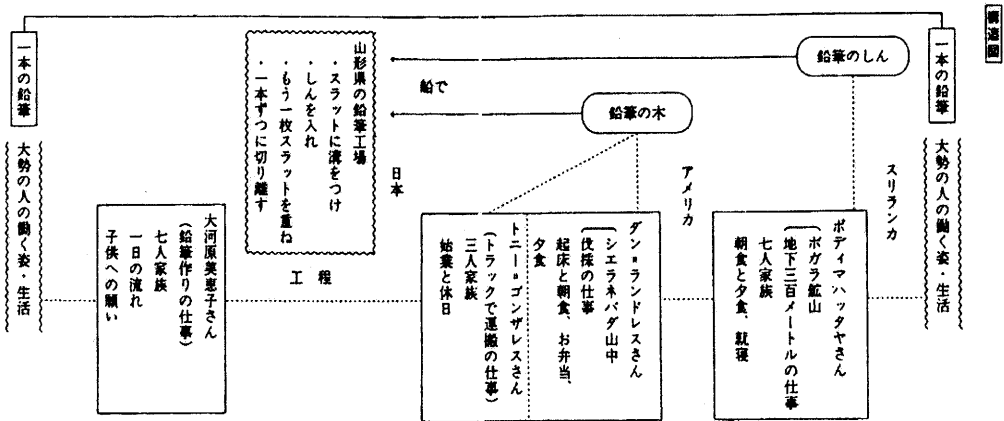 構造図
一本の鉛筆
大勢の人の働く姿・生活
鉛筆のしん
スリランカ
ボディマハッタヤさん
ボガラ鉱山
地下三百メートルの仕事
七人家族
朝食と夕食、就寝
鉛筆の木
アメリカ
ダン=ランドレスさん
シエラネバダ山中
伐採の仕事
起床と朝食、お弁当、
夕食
トニー=ゴンザレスさん
(トラックで運搬の仕事)
三人家族
始業と休日
船で
日本
山形県の鉛筆工場
・スラットに溝をつけ
・しんを入れ
・もう一枚スラットを重ね
・一本ずつに切り離す
工程
大河原美恵子さん
(鉛筆作りの仕事)
七人家族
一日の流れ
子供への願い
一本の鉛筆
大勢の人の働く姿・生活